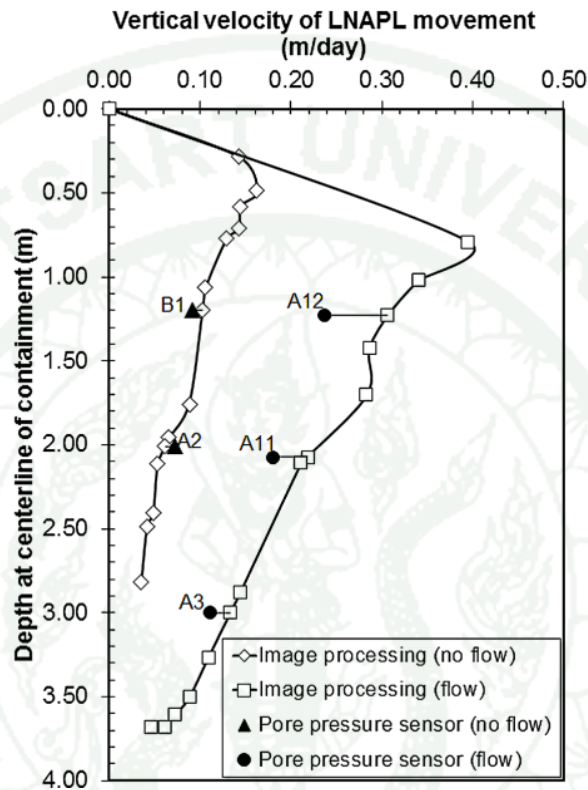 Vertical velocity of LNAPL movement
(m/day)
0.00 0.10 0.20 0.30 0.40 0.50
Depth at centerline of containment (m)
0.00
0.50
1.00
1.50
2.00
2.50
3.00
3.50
4.00
B1
A12
A2
A11
A3
Image processing (no flow)
Image processing (flow)
Pore pressure sensor (no flow)
Pore pressure sensor (flow)
TSART UNIVER